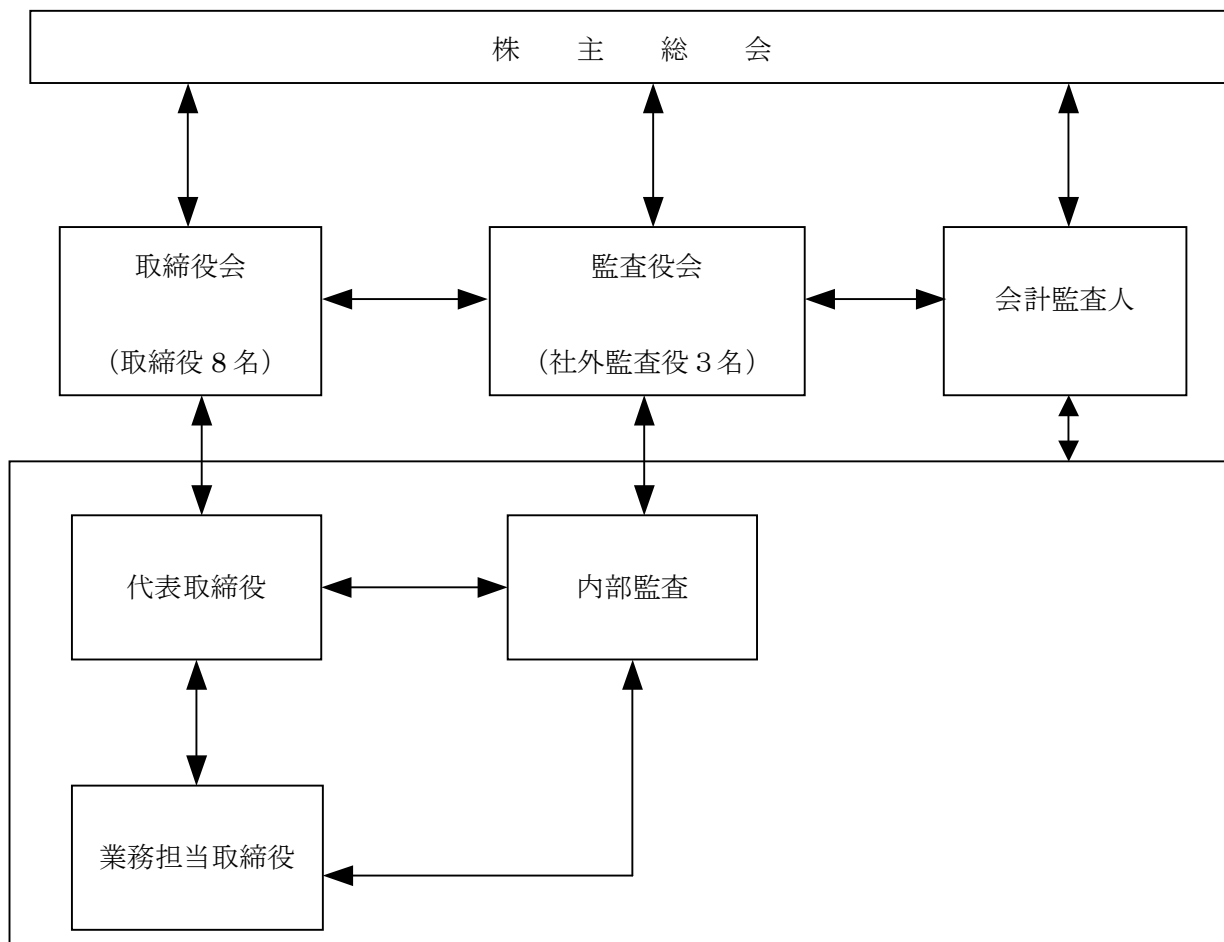 株　主　総　会
取締役会
（取締役８名）
監査役会
（社外監査役３名）
会計監査人
代表取締役
内部監査
業務担当取締役